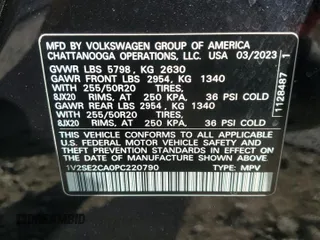 MFD BY VOLKSWAGEN GROUP OF AMERICA
CHATTANOOGA OPERATIONS, LLC. USA 03/2023
GVWR LBS 5798, KG 2630
GAWR FRONT LBS 2954, KG 1340
WITH 255/50R20 TIRES,
8JX20 RIMS, AT 250 KPA, 36 PSI COLD
GAWR REAR LBS 2954, KG 1340
WITH 255/50R20 TIRES,
8JX20 RIMS, AT 250 KPA, 36 PSI COLD
THIS VEHICLE CONFORMS TO ALL APPLICABLE
U.S. FEDERAL MOTOR VEHICLE SAFETY
STANDARDS IN EFFECT ON THE DATE OF
MANUFACTURE SHOWN ABOVE.
1V2SE2CA0PC220790 TYPE: MPV
1128487 1